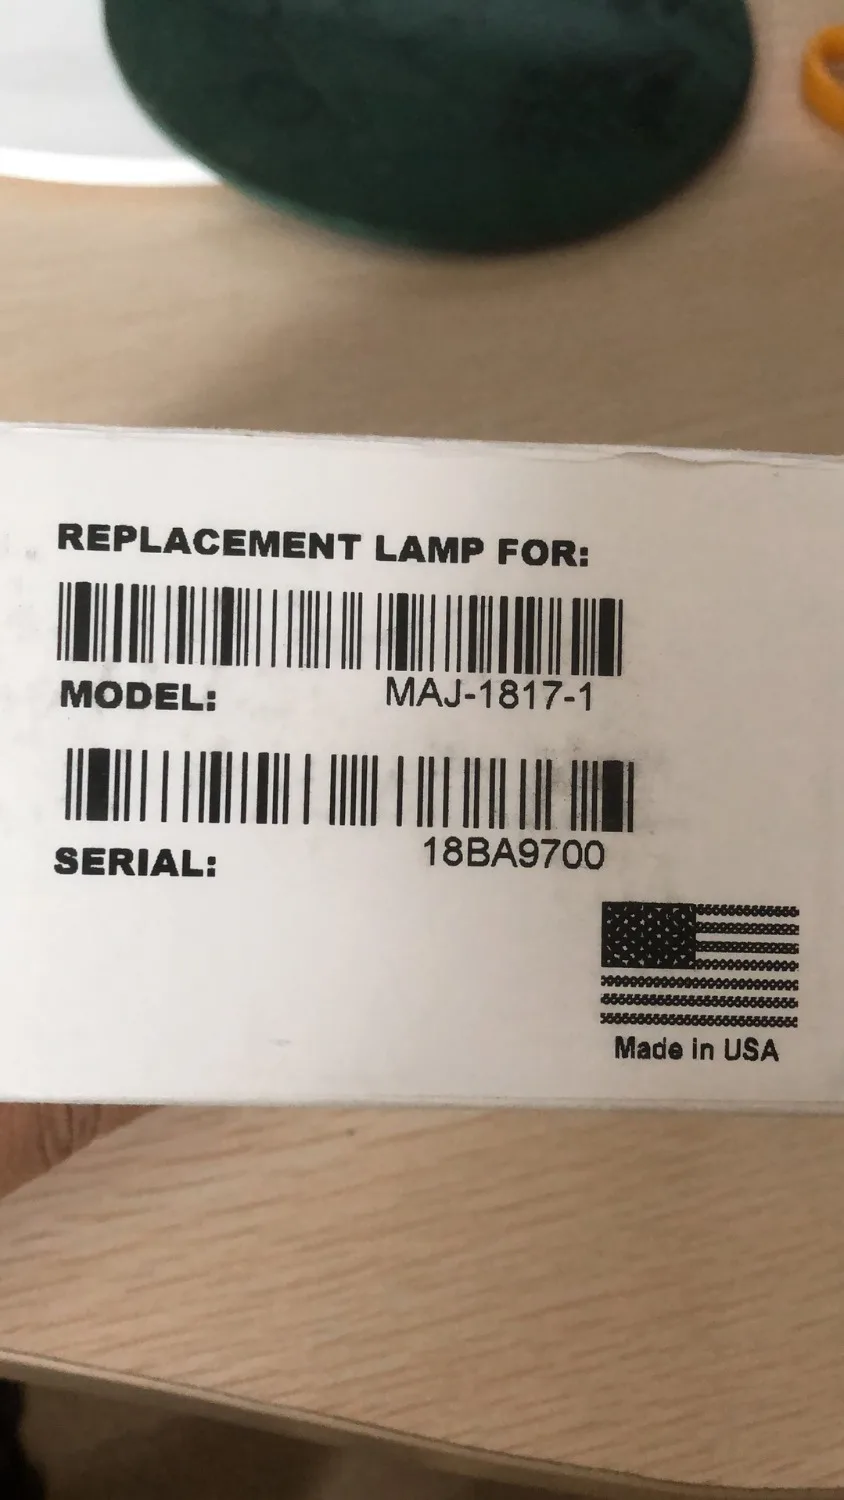 REPLACEMENT LAMP FOR:
MODEL: MAJ-1817-1
SERIAL: 18BA9700
Made in USA